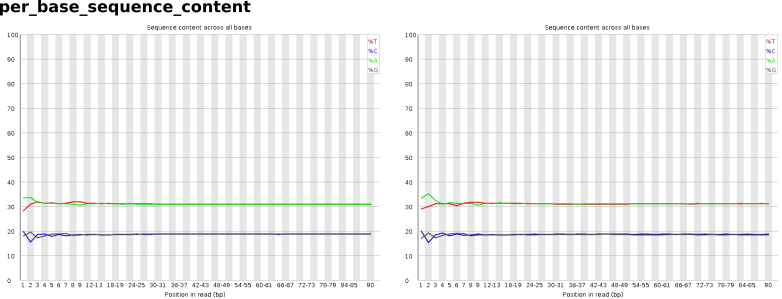 per_base_sequence_content
Sequence content across all bases
100
90
80
70
60
50
40
30
20
10
0
%T
%C
%A
%G
1 2 3 4 5 6 7 8 9 12-13 18-19 24-25 30-31 36-37 42-43 48-49 54-55 60-61 66-67 72-73 78-79 84-85 90
Position in read (bp)
Sequence content across all bases
100
90
80
70
60
50
40
30
20
10
0
%T
%C
%A
%G
1 2 3 4 5 6 7 8 9 12-13 18-19 24-25 30-31 36-37 42-43 48-49 54-55 60-61 66-67 72-73 78-79 84-85 90
Position in read (bp)